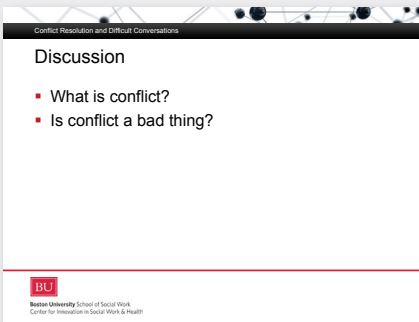 Conflict Resolution and Difficult Conversations
Discussion
▪ What is conflict?
▪ Is conflict a bad thing?
BU
Boston University School of Social Work
Center for Innovation in Social Work & Health